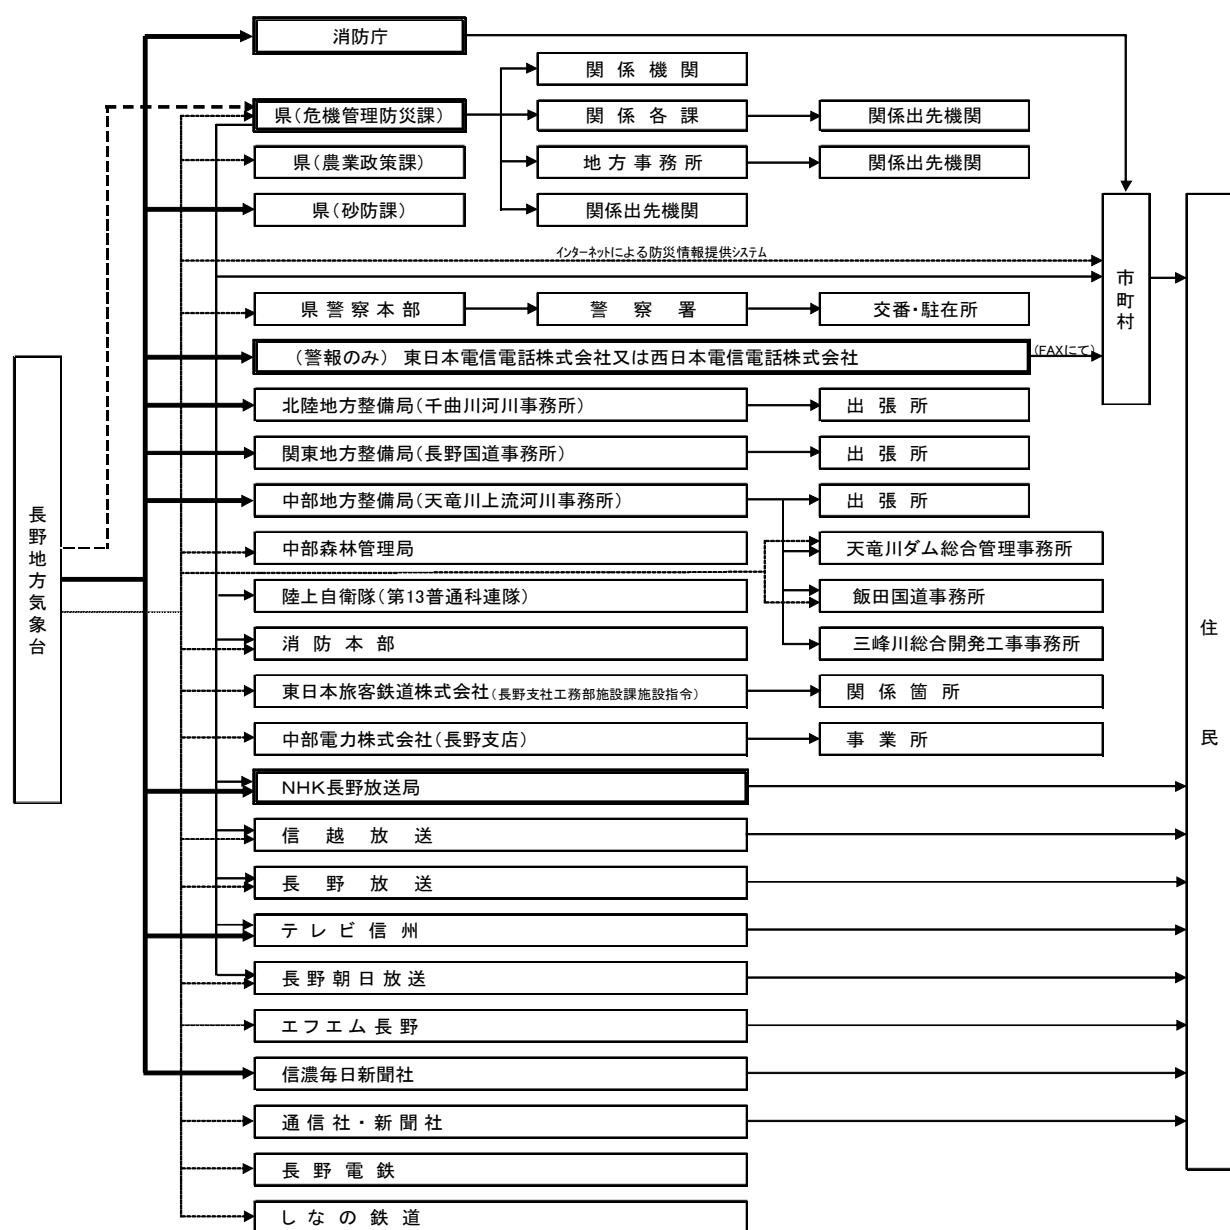 消防庁
関係機関
県(危機管理防災課)
関係各課
関係出先機関
県(農業政策課)
地方事務所
関係出先機関
県(砂防課)
関係出先機関
インターネットによる防災情報提供システム
市町村
県警察本部
警察署
交番・駐在所
(警報のみ) 東日本電信電話株式会社又は西日本電信電話株式会社
(FAXにて)
北陸地方整備局(千曲川河川事務所)
出張所
関東地方整備局(長野国道事務所)
出張所
中部地方整備局(天竜川上流河川事務所)
出張所
長野地方気象台
中部森林管理局
天竜川ダム総合管理事務所
陸上自衛隊(第13普通科連隊)
飯田国道事務所
消防本部
三峰川総合開発工事事務所
住民
東日本旅客鉄道株式会社(長野支社工務部施設課施設指令)
関係箇所
中部電力株式会社(長野支店)
事業所
NHK長野放送局
信越放送
長野放送
テレビ信州
長野朝日放送
エフエム長野
信濃毎日新聞社
通信社・新聞社
長野電鉄
しなの鉄道